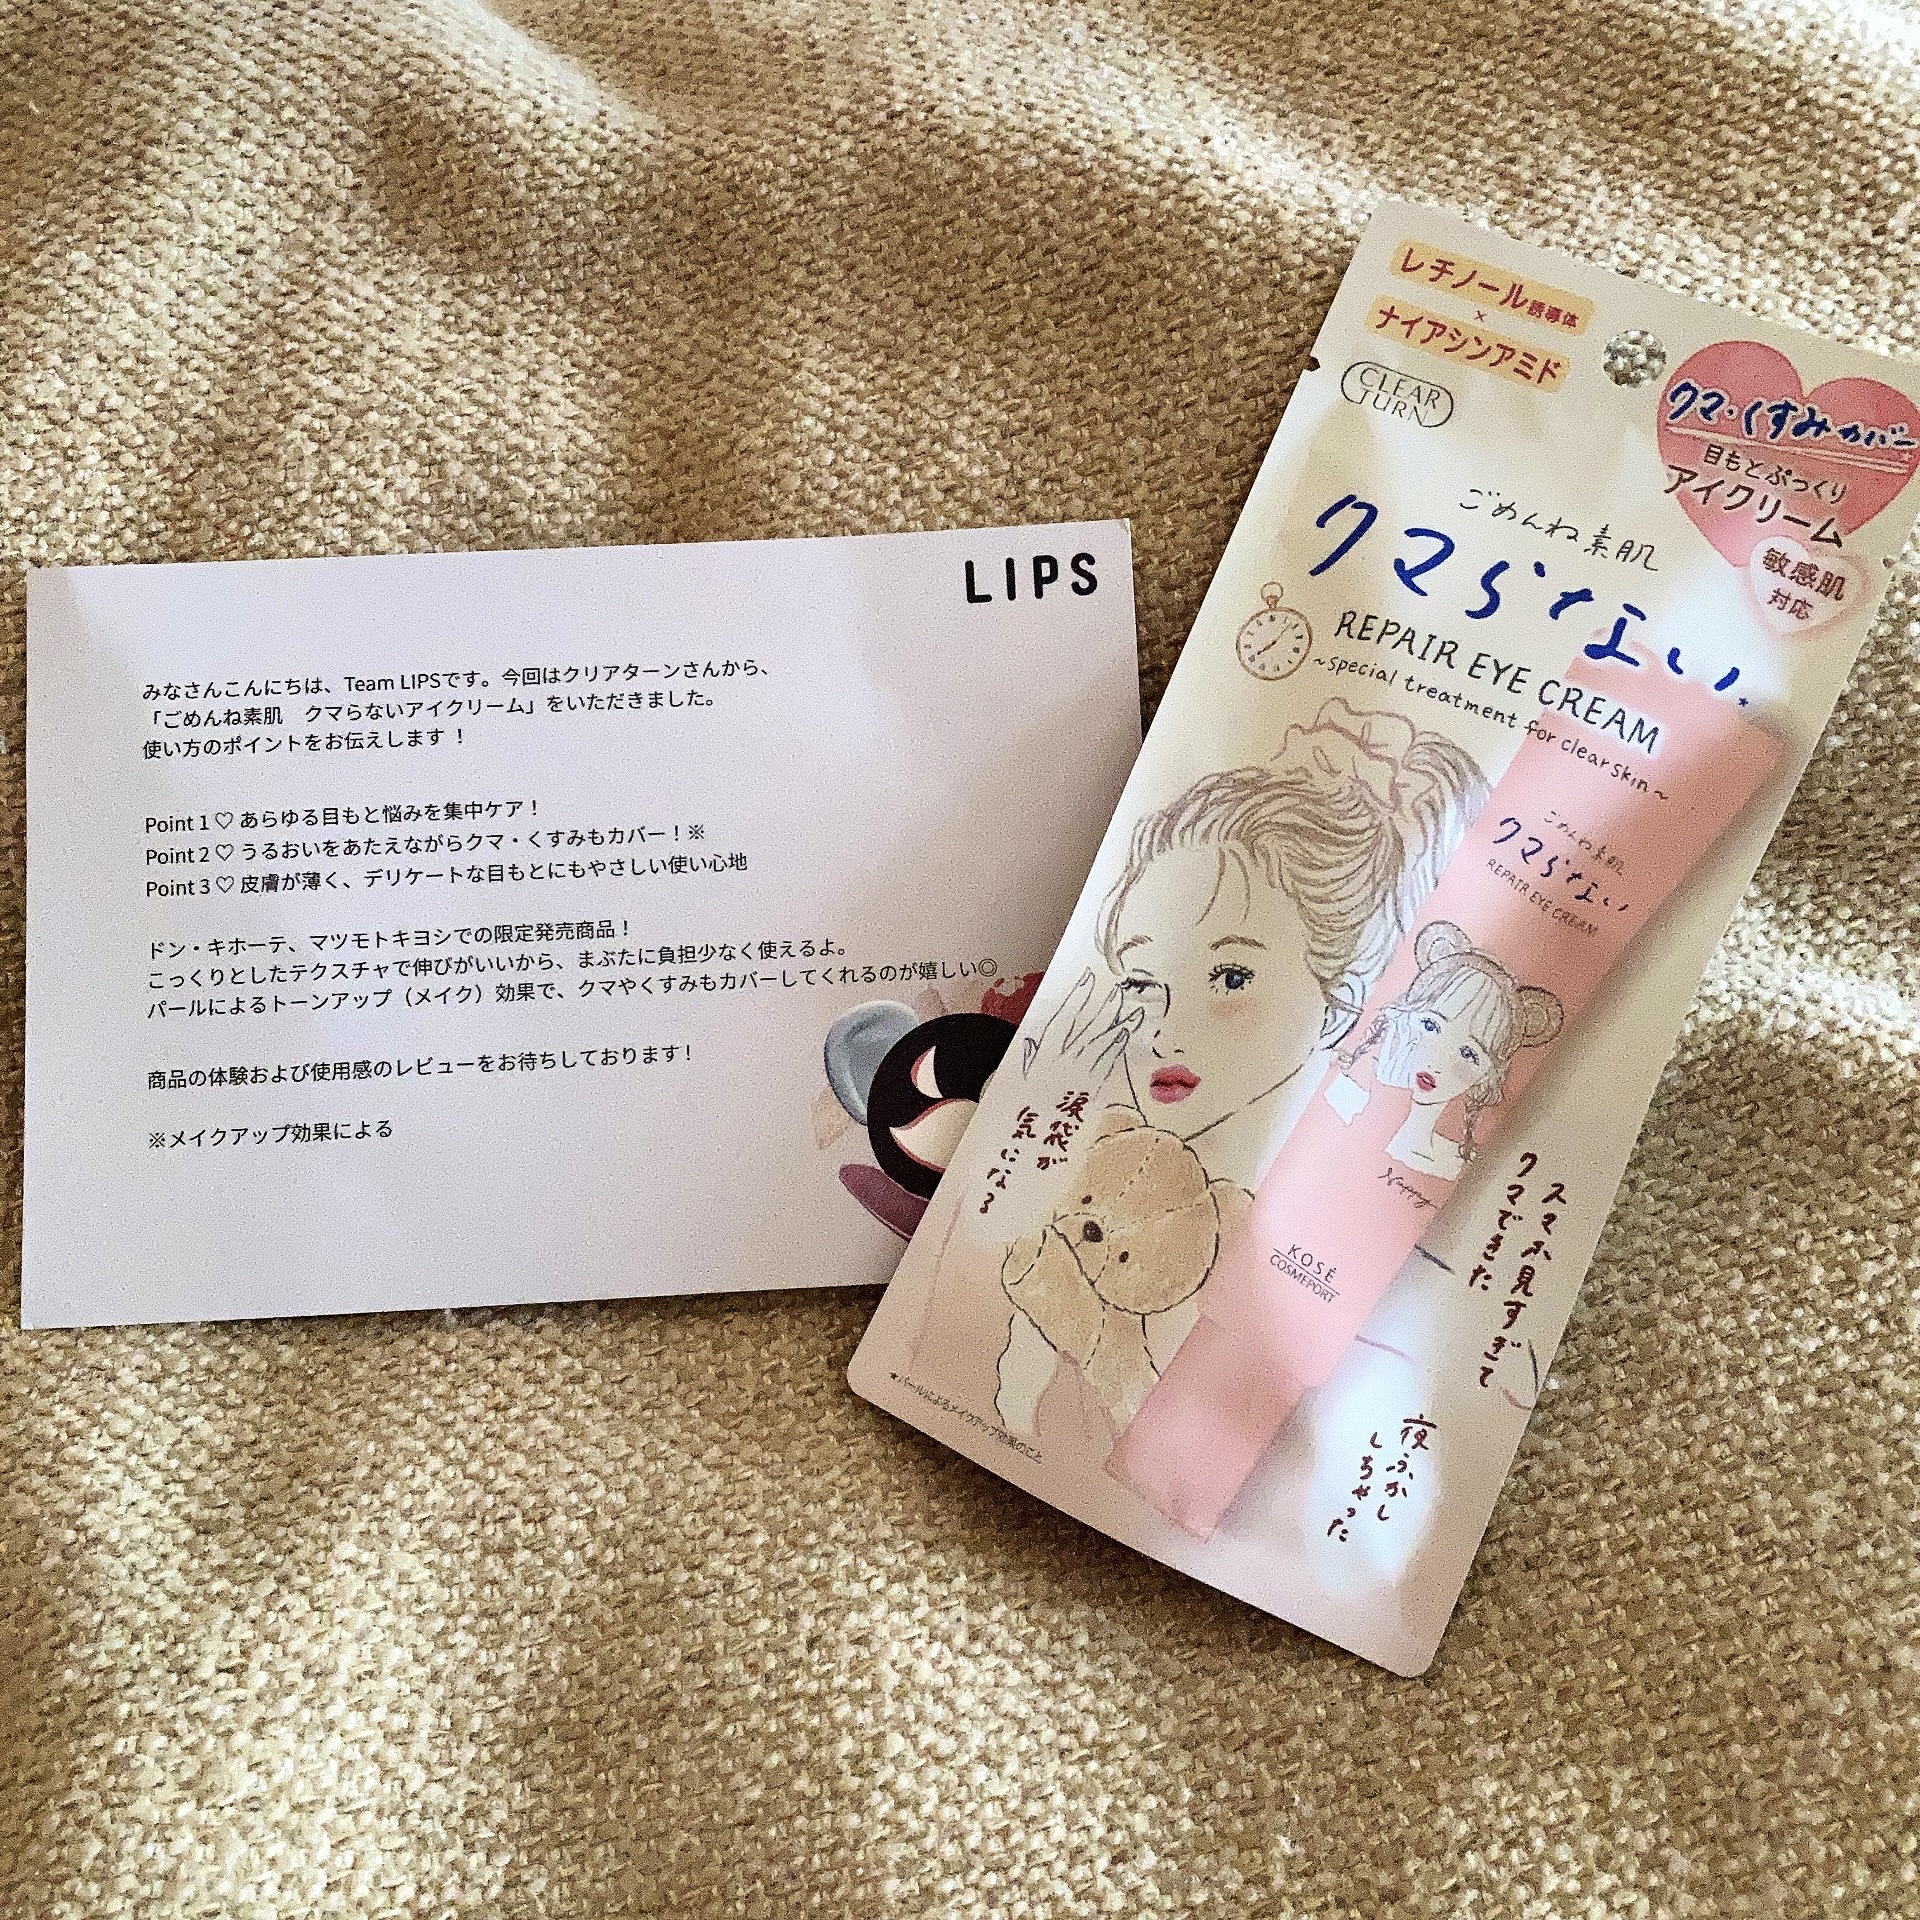 LIPS
みなさんこんにちは、Team LIPSです。今回はクリアターンさんから、
「ごめんね素肌　クマらないアイクリーム」をいただきました。
使い方のポイントをお伝えします！
Point 1 ♡ あらゆる目もと悩みを集中ケア！
Point 2 ♡ うるおいをあたえながらクマ・くすみもカバー！※
Point 3 ♡ 皮膚が薄く、デリケートな目もとにもやさしい使い心地
ドン・キホーテ、マツモトキヨシでの限定発売商品！
こっくりとしたテクスチャで伸びがいいから、まぶたに負担少なく使えるよ。
パールによるトーンアップ（メイク）効果で、クマやくすみもカバーしてくれるのが嬉しい◎
商品の体験および使用感のレビューをお待ちしております！
※メイクアップ効果による
レチノール誘導体
×
ナイアシンアミド
CLEAR
TURN
クマ・くすみカバー
目もとぷっくり
アイクリーム
敏感肌
対応
ごめんね素肌
クマらない★
REPAIR EYE CREAM
~special treatment for clear skin~
ごめんね素肌
クマらない
REPAIR EYE CREAM
Happy
KOSÉ
COSMEPORT
涙袋が
気になる
スマホ見すぎて
クマできた
夜ふかし
しちゃった
★パールによるメイクアップ効果のこと